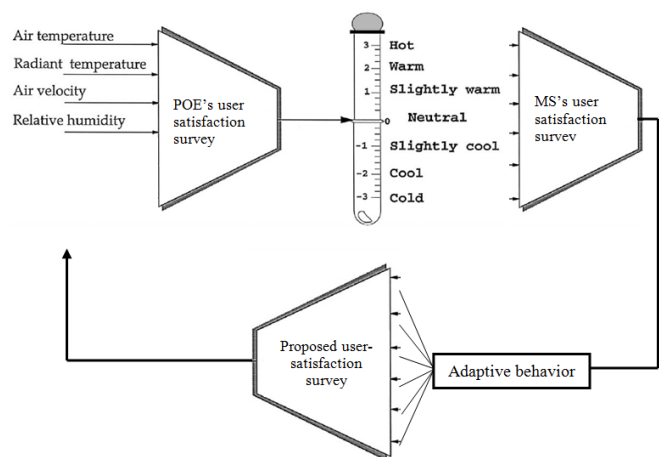 Air temperature
Radiant temperature
Air velocity
Relative humidity
POE's user
satisfaction
survey
3 Hot
2 Warm
1 Slightly warm
0 Neutral
-1 Slightly cool
-2 Cool
-3 Cold
MS's user
satisfaction
survev
Proposed user-
satisfaction
survey
Adaptive behavior